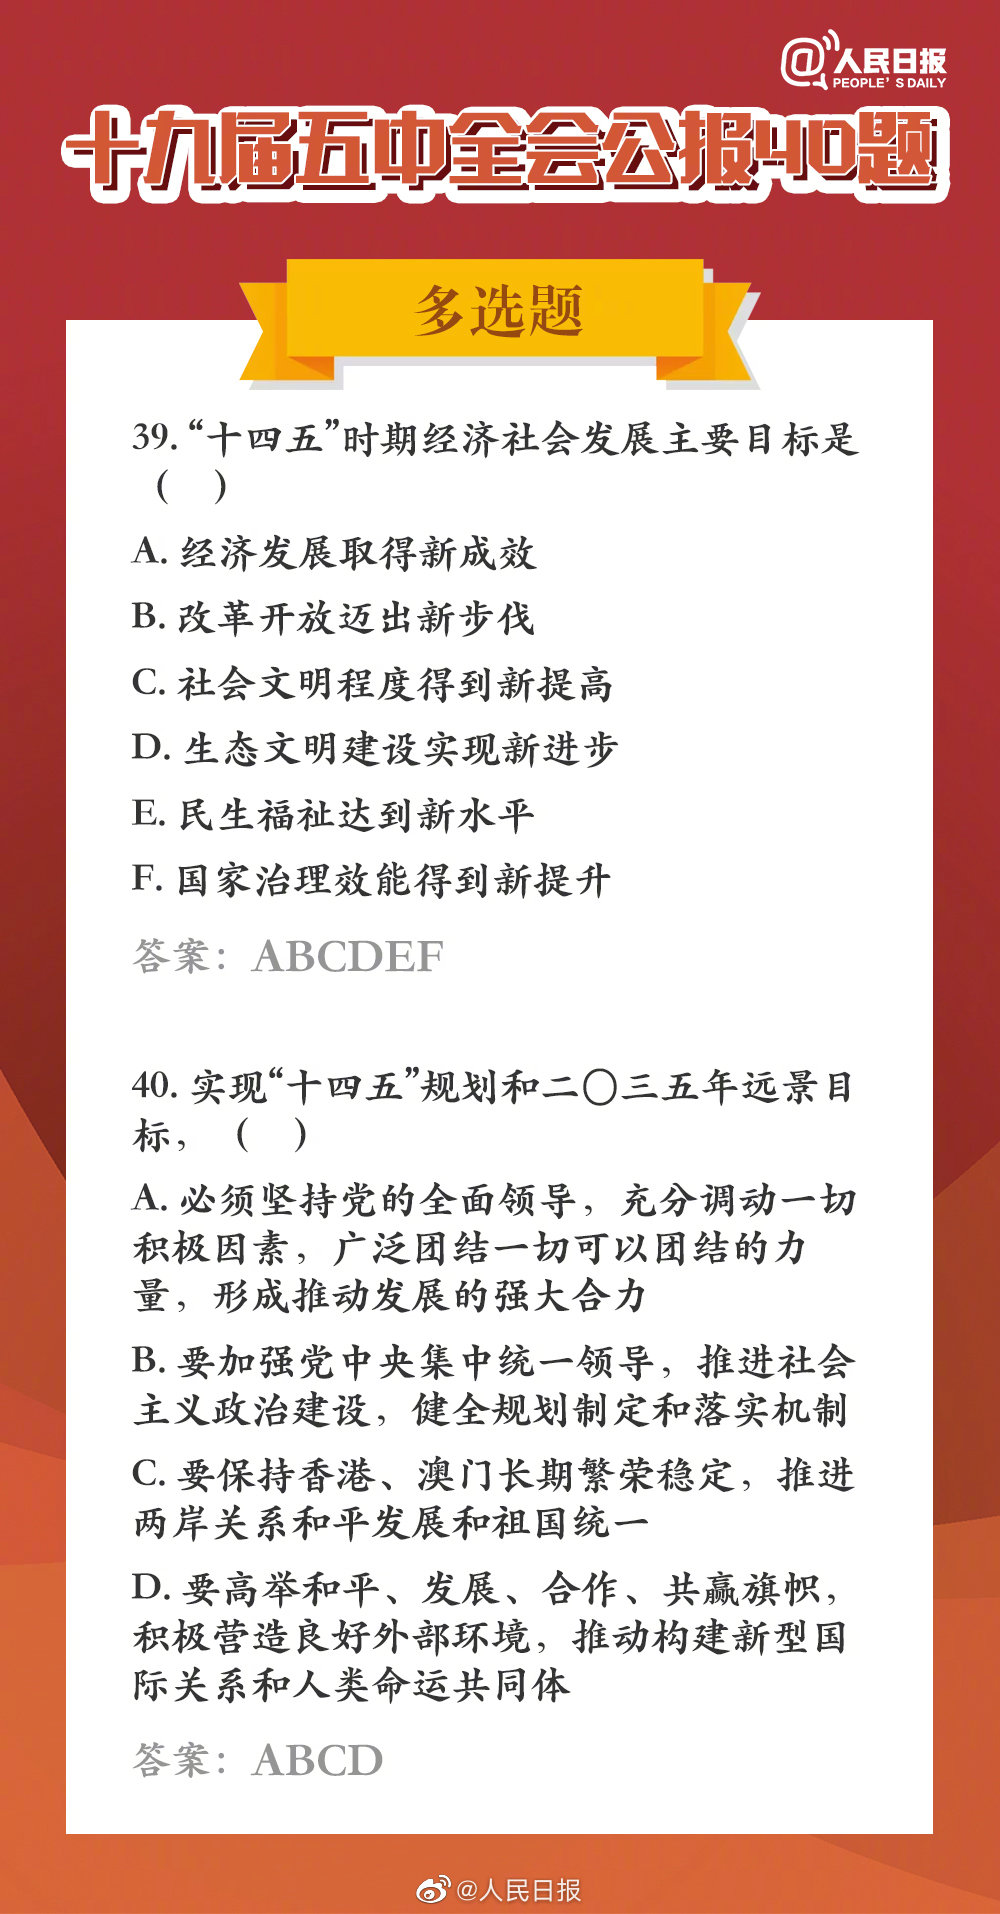 @人民日报
PEOPLE'S DAILY
十九届五中全会公报40题
多选题
39. “十四五”时期经济社会发展主要目标是
（ ）
A. 经济发展取得新成效
B. 改革开放迈出新步伐
C. 社会文明程度得到新提高
D. 生态文明建设实现新进步
E. 民生福祉达到新水平
F. 国家治理效能得到新提升
答案：ABCDEF
40. 实现“十四五”规划和二〇三五年远景目
标，（ ）
A. 必须坚持党的全面领导，充分调动一切
积极因素，广泛团结一切可以团结的力
量，形成推动发展的强大合力
B. 要加强党中央集中统一领导，推进社会
主义政治建设，健全规划制定和落实机制
C. 要保持香港、澳门长期繁荣稳定，推进
两岸关系和平发展和祖国统一
D. 要高举和平、发展、合作、共赢旗帜，
积极营造良好外部环境，推动构建新型国
际关系和人类命运共同体
答案：ABCD
@人民日报